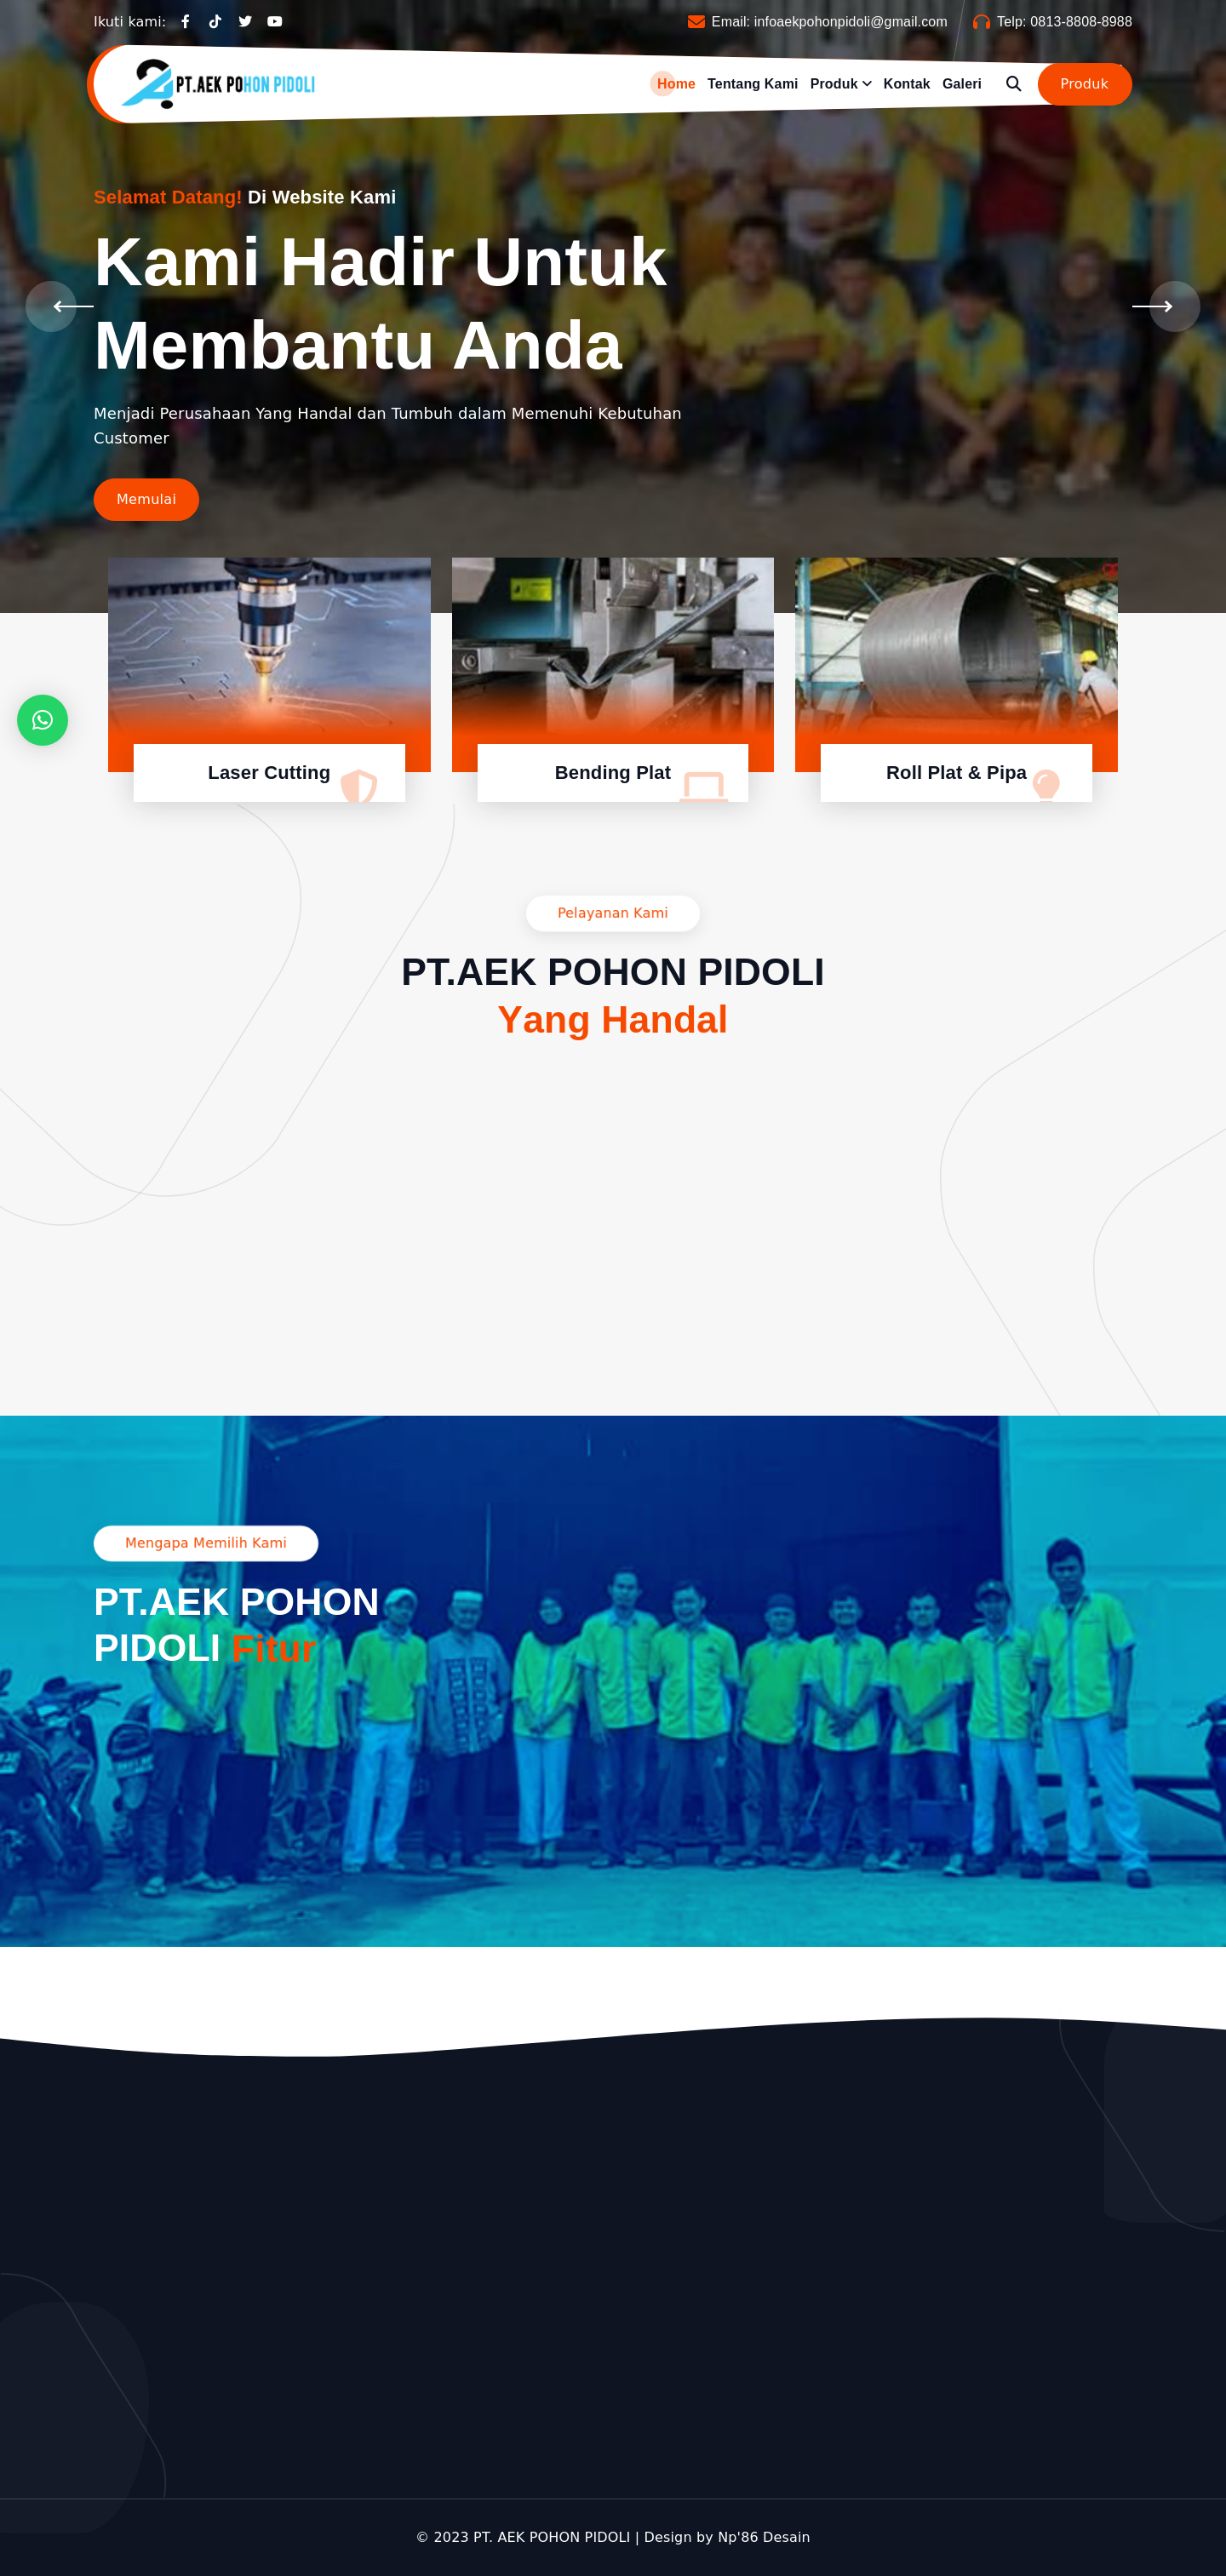 Ikuti kami:
Email: infoaekpohonpidoli@gmail.com
Telp: 0813-8808-8988
PT.AEK POHON PIDOLI
Home Tentang Kami Produk Kontak Galeri
Produk
Selamat Datang! Di Website Kami
Kami Hadir Untuk
Membantu Anda
Menjadi Perusahaan Yang Handal dan Tumbuh dalam Memenuhi Kebutuhan
Customer
Memulai
Laser Cutting
Bending Plat
Roll Plat & Pipa
Pelayanan Kami
PT.AEK POHON PIDOLI
Yang Handal
Mengapa Memilih Kami
PT.AEK POHON
PIDOLI Fitur
© 2023 PT. AEK POHON PIDOLI | Design by Np'86 Desain